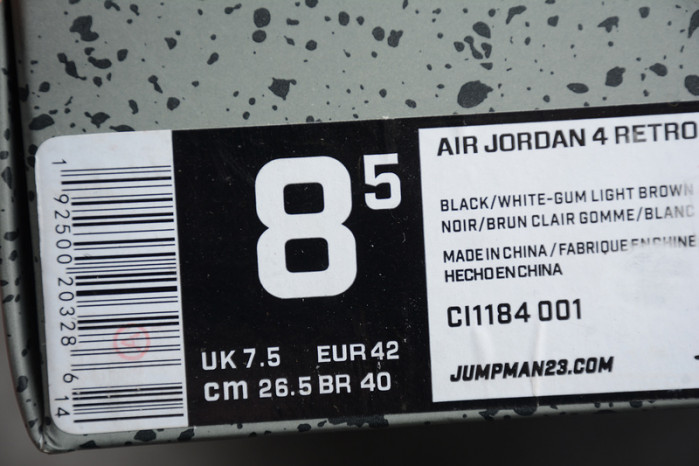 1 92500 20328 6 14
8 5
UK 7.5 EUR 42
cm 26.5 BR 40
AIR JORDAN 4 RETRO
BLACK/WHITE-GUM LIGHT BROWN
NOIR/BRUN CLAIR GOMME/BLANC
MADE IN CHINA / FABRIQUE EN CHINE
HECHO EN CHINA
CI1184 001
JUMPMAN23.COM